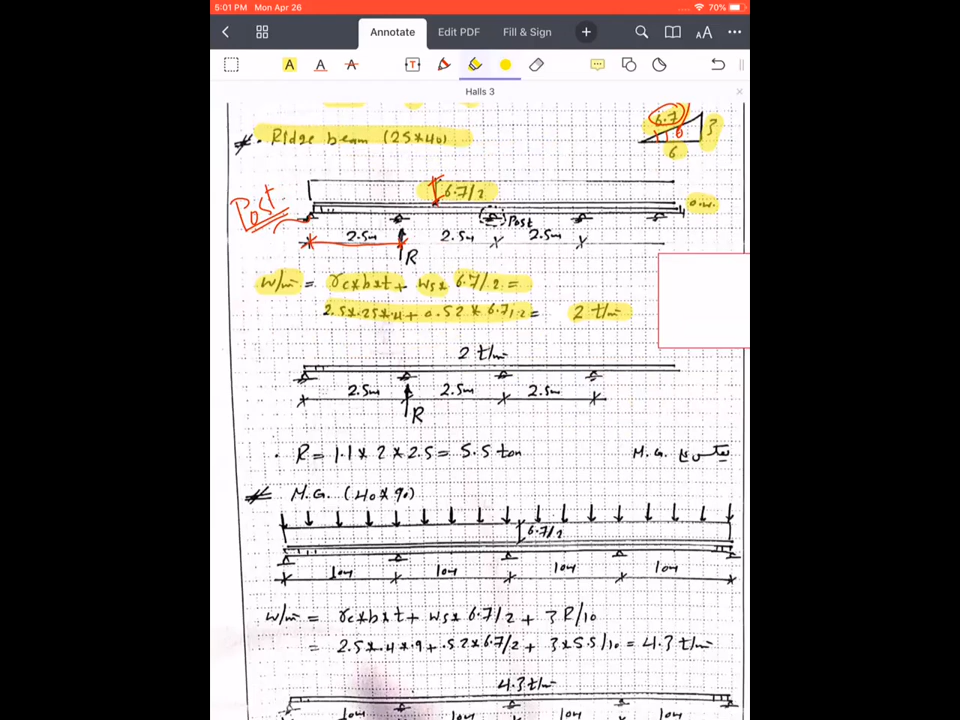 5:01 PM Mon Apr 26
70%
Annotate Edit PDF Fill & Sign
Halls 3
Ridge beam (25*40)
6.7
3
6
Post
6.7/2
o.w.
Post
2.5m 2.5m 2.5m
R
w/m = γc*b*t + ws* 6.7/2 =
2.5*.25*.4 + 0.52 * 6.7/2 = 2 t/m
2 t/m
2.5m 2.5m 2.5m
R
R = 1.1 * 2 * 2.5 = 5.5 ton
M.G.
M.G. (40*90)
6.7/2
10m 10m 10m 10m
w/m = γc*b*t + ws* 6.7/2 + 3R/10
= 2.5*.4*.9 + .52*6.7/2 + 3*5.5/10 = 4.3 t/m
4.3 t/m
10m 10m 10m 10m